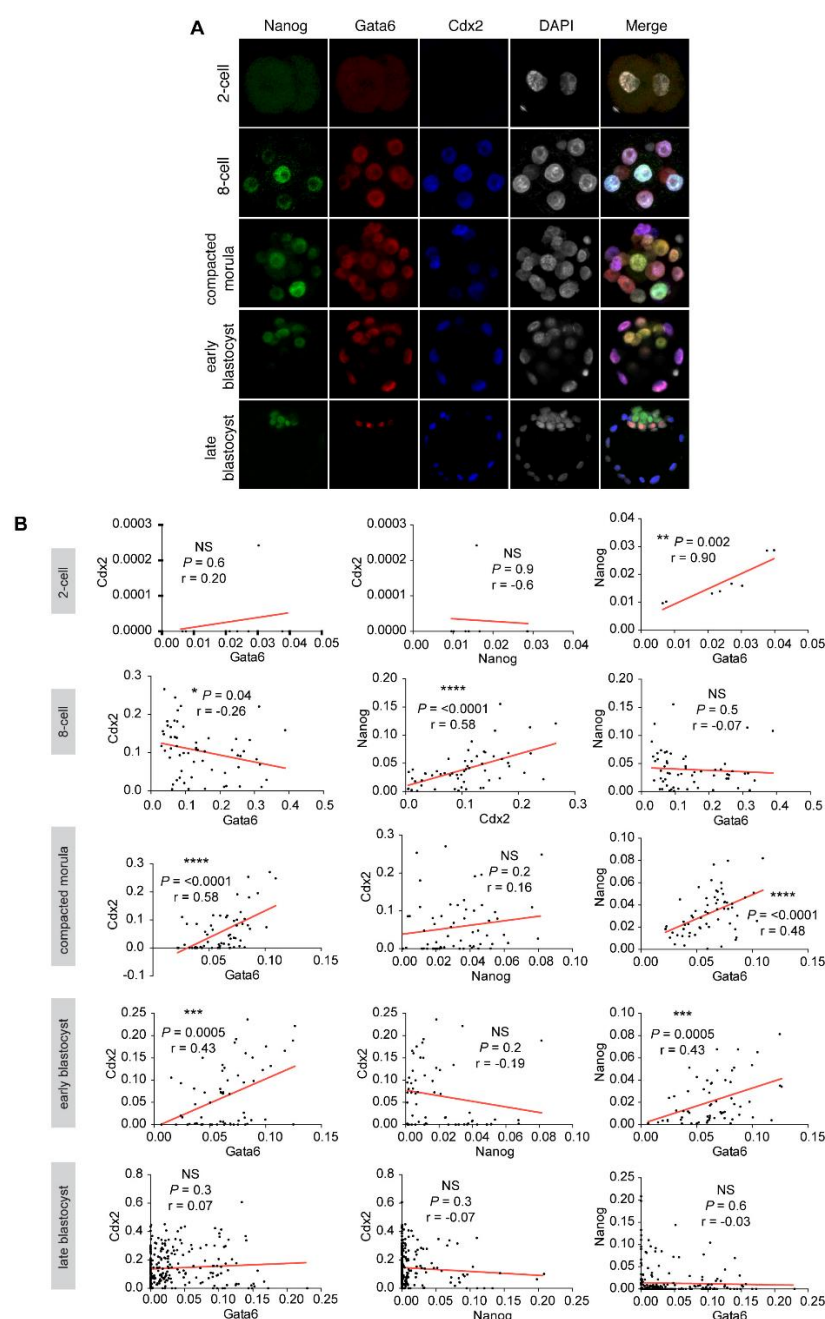 A
Nanog Gata6 Cdx2 DAPI Merge
2-cell
8-cell
compacted
morula
early
blastocyst
late
blastocyst
B
2-cell
Cdx2
0.0003
0.0002
0.0001
0.0000
NS
P = 0.6
r = 0.20
0.00 0.01 0.02 0.03 0.04 0.05
Gata6
Cdx2
0.0003
0.0002
0.0001
0.0000
NS
P = 0.9
r = -0.6
0.00 0.01 0.02 0.03 0.04
Nanog
Nanog
0.04
0.03
0.02
0.01
0.00
** P = 0.002
r = 0.90
0.00 0.01 0.02 0.03 0.04 0.05
Gata6
8-cell
Cdx2
0.3
0.2
0.1
0.0
* P = 0.04
r = -0.26
0.0 0.1 0.2 0.3 0.4 0.5
Gata6
Nanog
0.20
0.15
0.10
0.05
0.00
****
P = <0.0001
r = 0.58
0.0 0.1 0.2 0.3
Cdx2
Nanog
0.20
0.15
0.10
0.05
0.00
NS
P = 0.5
r = -0.07
0.0 0.1 0.2 0.3 0.4 0.5
Gata6
compacted morula
Cdx2
0.3
0.2
0.1
0.0
-0.1
****
P = <0.0001
r = 0.58
0.00 0.05 0.10 0.15
Gata6
Cdx2
0.3
0.2
0.1
0.0
NS
P = 0.2
r = 0.16
0.00 0.02 0.04 0.06 0.08 0.10
Nanog
Nanog
0.10
0.08
0.06
0.04
0.02
0.00
****
P = <0.0001
r = 0.48
0.00 0.05 0.10 0.15
Gata6
early blastocyst
Cdx2
0.25
0.20
0.15
0.10
0.05
0.00
***
P = 0.0005
r = 0.43
0.00 0.05 0.10 0.15
Gata6
Cdx2
0.25
0.20
0.15
0.10
0.05
0.00
NS
P = 0.2
r = -0.19
0.00 0.02 0.04 0.06 0.08 0.10
Nanog
Nanog
0.10
0.08
0.06
0.04
0.02
0.00
***
P = 0.0005
r = 0.43
0.00 0.05 0.10 0.15
Gata6
late blastocyst
Cdx2
0.8
0.6
0.4
0.2
0.0
NS
P = 0.3
r = 0.07
0.00 0.05 0.10 0.15 0.20 0.25
Gata6
Cdx2
0.8
0.6
0.4
0.2
0.0
NS
P = 0.3
r = -0.07
0.00 0.05 0.10 0.15 0.20 0.25
Nanog
Nanog
0.25
0.20
0.15
0.10
0.05
0.00
NS
P = 0.6
r = -0.03
0.00 0.05 0.10 0.15 0.20 0.25
Gata6